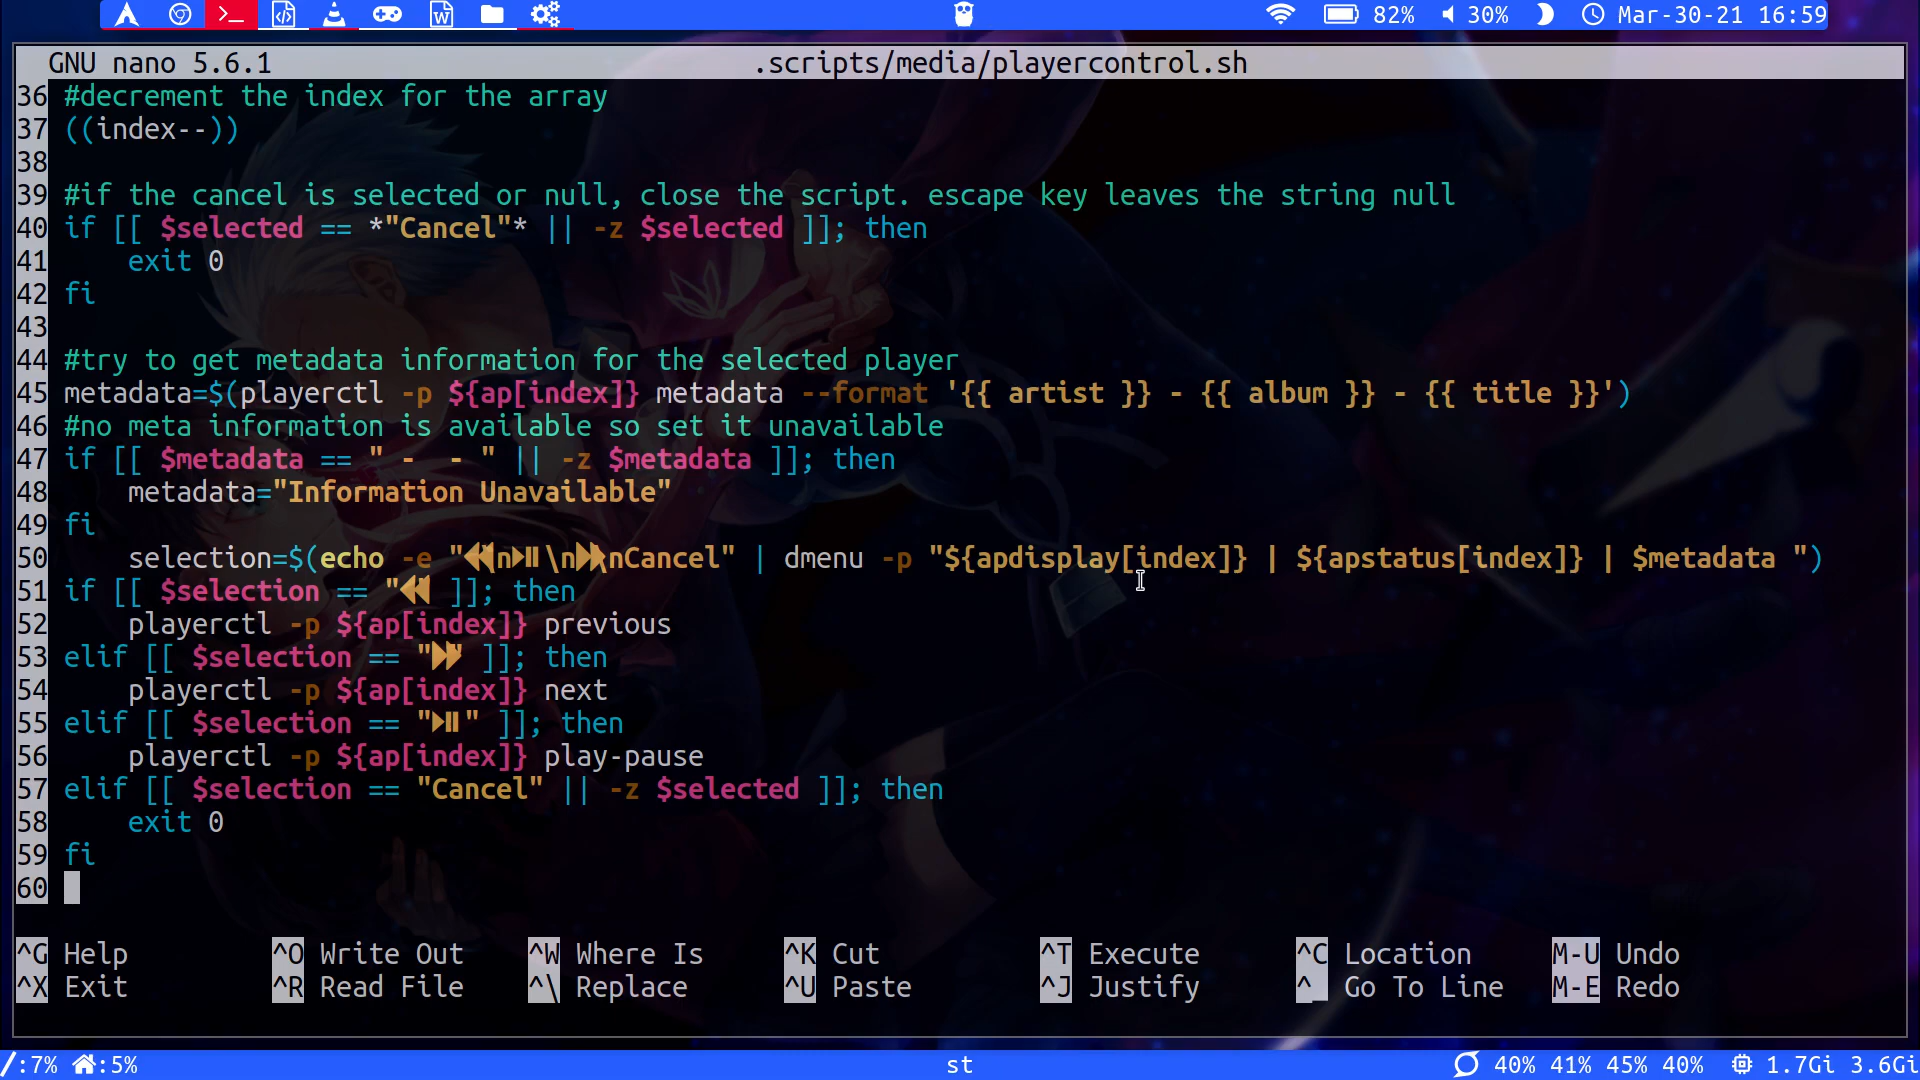 82% 30% Mar-30-21 16:59
GNU nano 5.6.1 .scripts/media/playercontrol.sh
36 #decrement the index for the array
37 ((index--))
38
39 #if the cancel is selected or null, close the script. escape key leaves the string null
40 if [[ $selected == *"Cancel"* || -z $selected ]]; then
41     exit 0
42 fi
43
44 #try to get metadata information for the selected player
45 metadata=$(playerctl -p ${ap[index]} metadata --format '{{ artist }} - {{ album }} - {{ title }}')
46 #no meta information is available so set it unavailable
47 if [[ $metadata == " -  - " || -z $metadata ]]; then
48     metadata="Information Unavailable"
49 fi
50     selection=$(echo -e "⏪\n⏯\n⏩\nCancel" | dmenu -p "${apdisplay[index]} | ${apstatus[index]} | $metadata ")
51 if [[ $selection == "⏪" ]]; then
52     playerctl -p ${ap[index]} previous
53 elif [[ $selection == "⏩" ]]; then
54     playerctl -p ${ap[index]} next
55 elif [[ $selection == "⏯" ]]; then
56     playerctl -p ${ap[index]} play-pause
57 elif [[ $selection == "Cancel" || -z $selected ]]; then
58     exit 0
59 fi
60
^G Help ^O Write Out ^W Where Is ^K Cut ^T Execute ^C Location M-U Undo
^X Exit ^R Read File ^\ Replace ^U Paste ^J Justify ^_ Go To Line M-E Redo
/:7% :5% st 40% 41% 45% 40% 1.7Gi 3.6Gi